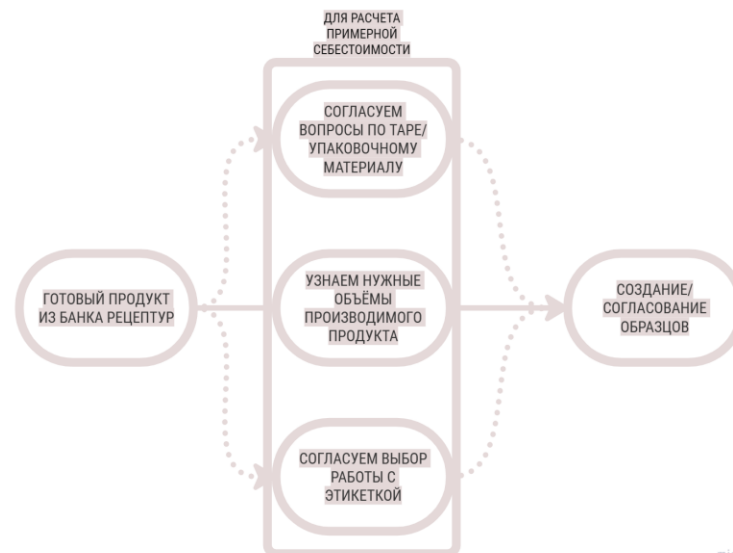 ДЛЯ РАСЧЕТА
ПРИМЕРНОЙ
СЕБЕСТОИМОСТИ
СОГЛАСУЕМ
ВОПРОСЫ ПО ТАРЕ/
УПАКОВОЧНОМУ
МАТЕРИАЛУ
ГОТОВЫЙ ПРОДУКТ
ИЗ БАНКА РЕЦЕПТУР
УЗНАЕМ НУЖНЫЕ
ОБЪЁМЫ
ПРОИЗВОДИМОГО
ПРОДУКТА
СОЗДАНИЕ/
СОГЛАСОВАНИЕ
ОБРАЗЦОВ
СОГЛАСУЕМ ВЫБОР
РАБОТЫ С
ЭТИКЕТКОЙ